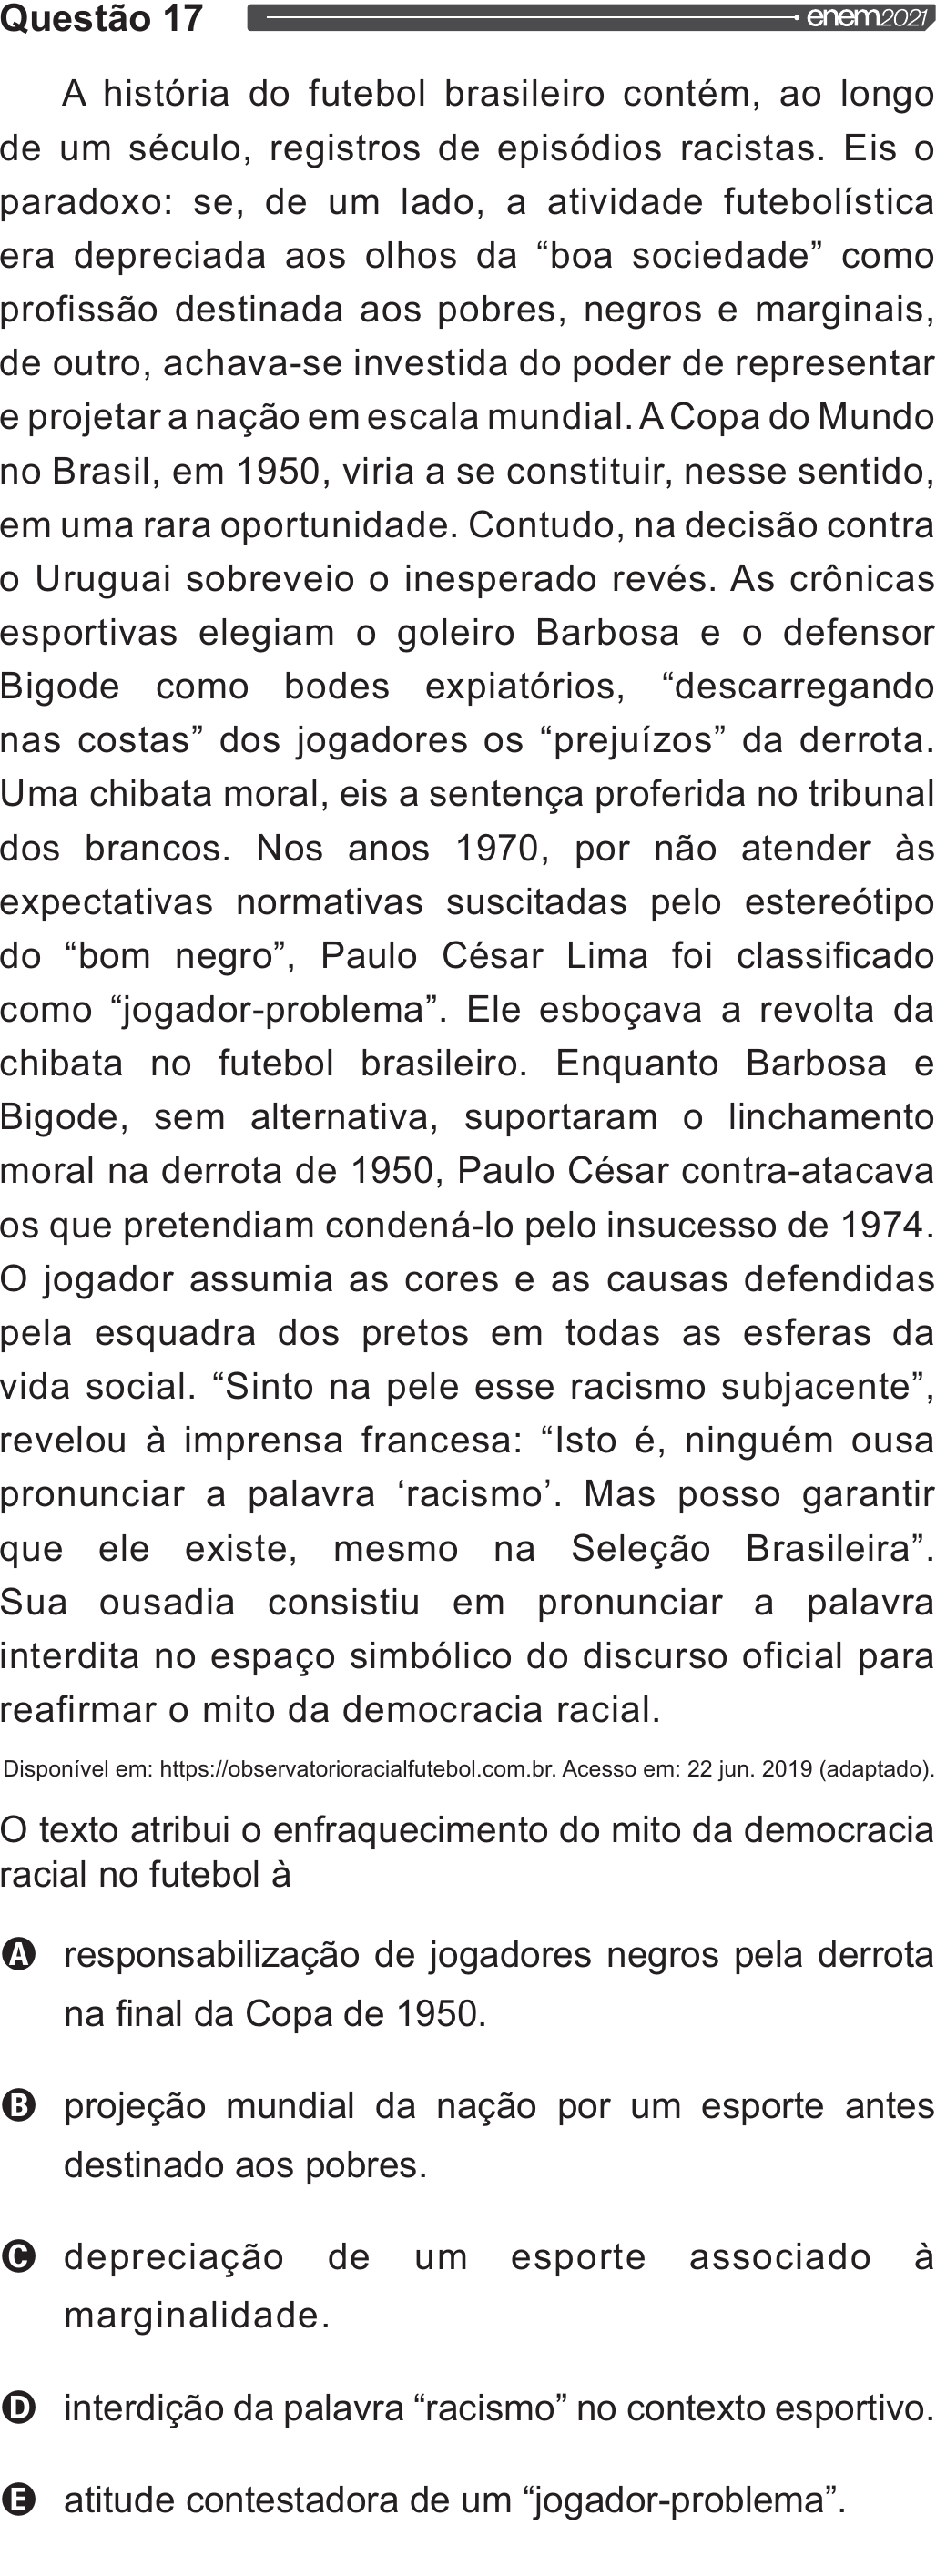 Questão 17
enem2021
A história do futebol brasileiro contém, ao longo
de um século, registros de episódios racistas. Eis o
paradoxo: se, de um lado, a atividade futebolística
era depreciada aos olhos da “boa sociedade” como
profissão destinada aos pobres, negros e marginais,
de outro, achava-se investida do poder de representar
e projetar a nação em escala mundial. A Copa do Mundo
no Brasil, em 1950, viria a se constituir, nesse sentido,
em uma rara oportunidade. Contudo, na decisão contra
o Uruguai sobreveio o inesperado revés. As crônicas
esportivas elegiam o goleiro Barbosa e o defensor
Bigode como bodes expiatórios, “descarregando
nas costas” dos jogadores os “prejuízos” da derrota.
Uma chibata moral, eis a sentença proferida no tribunal
dos brancos. Nos anos 1970, por não atender às
expectativas normativas suscitadas pelo estereótipo
do “bom negro”, Paulo César Lima foi classificado
como “jogador-problema”. Ele esboçava a revolta da
chibata no futebol brasileiro. Enquanto Barbosa e
Bigode, sem alternativa, suportaram o linchamento
moral na derrota de 1950, Paulo César contra-atacava
os que pretendiam condená-lo pelo insucesso de 1974.
O jogador assumia as cores e as causas defendidas
pela esquadra dos pretos em todas as esferas da
vida social. “Sinto na pele esse racismo subjacente”,
revelou à imprensa francesa: “Isto é, ninguém ousa
pronunciar a palavra ‘racismo’. Mas posso garantir
que ele existe, mesmo na Seleção Brasileira”.
Sua ousadia consistiu em pronunciar a palavra
interdita no espaço simbólico do discurso oficial para
reafirmar o mito da democracia racial.
Disponível em: https://observatorioracialfutebol.com.br. Acesso em: 22 jun. 2019 (adaptado).
O texto atribui o enfraquecimento do mito da democracia
racial no futebol à
A responsabilização de jogadores negros pela derrota
na final da Copa de 1950.
B projeção mundial da nação por um esporte antes
destinado aos pobres.
C depreciação de um esporte associado à
marginalidade.
D interdição da palavra “racismo” no contexto esportivo.
E atitude contestadora de um “jogador-problema”.